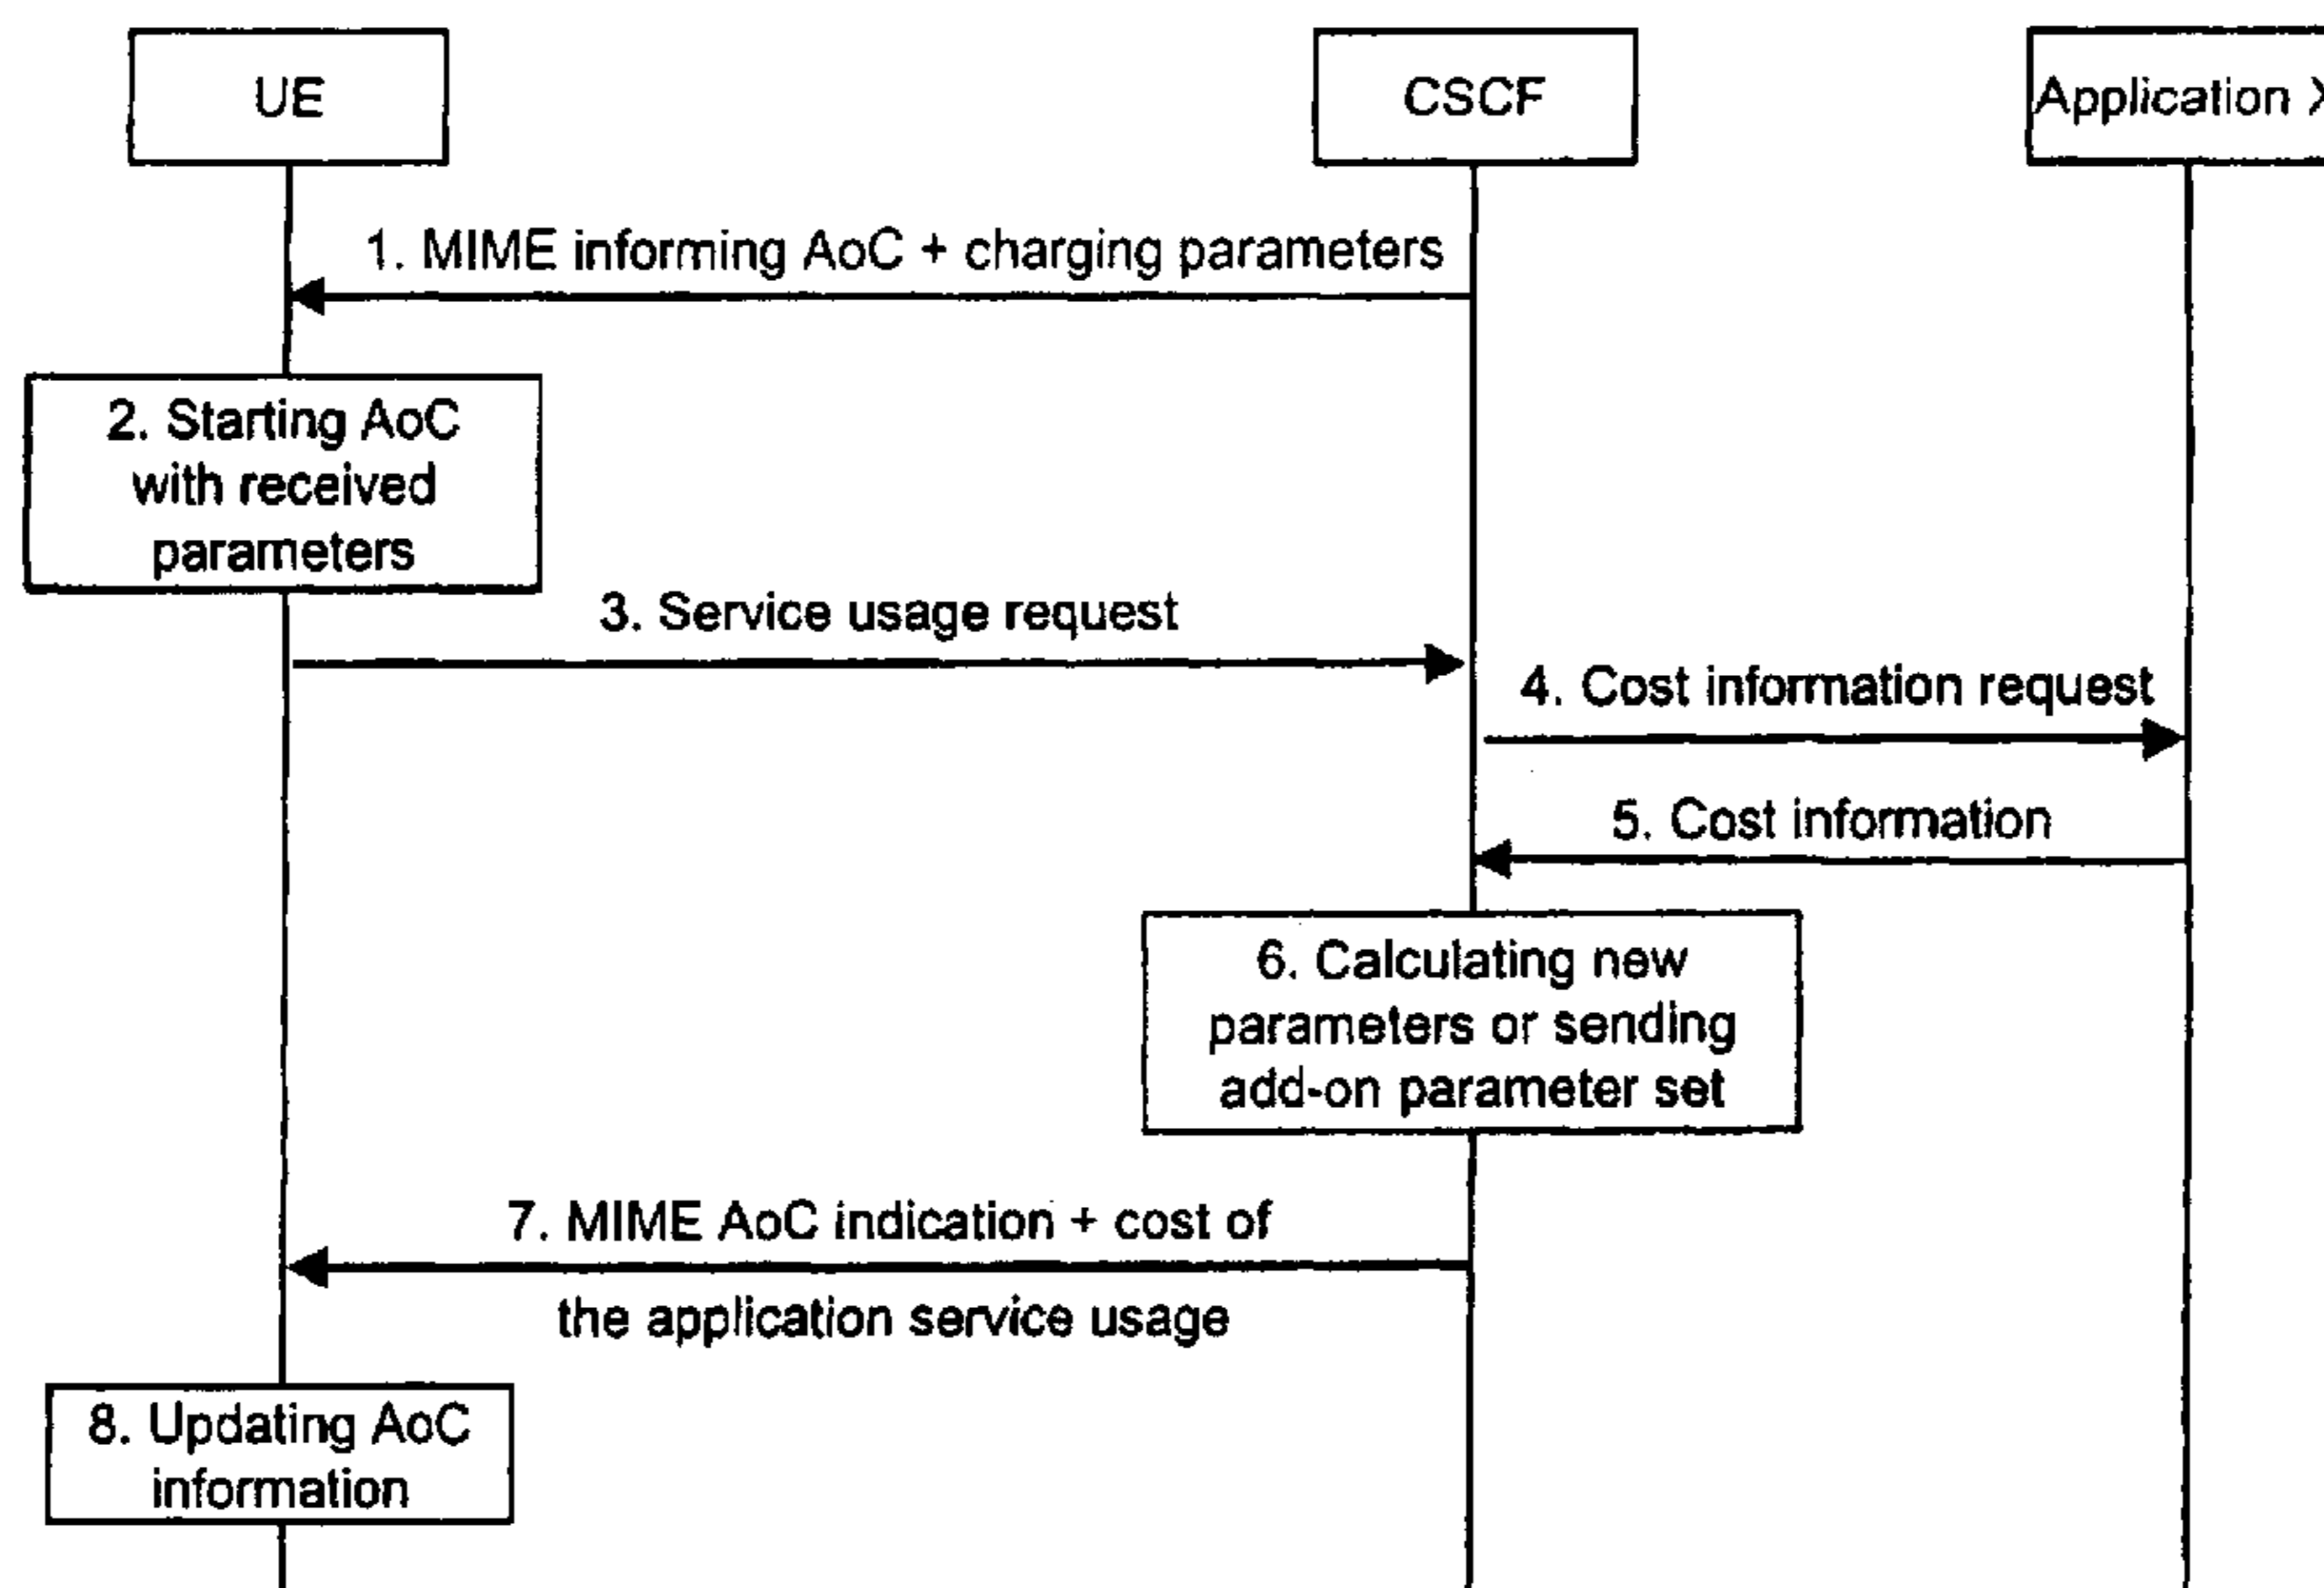 UE
CSCF
Application X
1. MIME informing AoC + charging parameters
2. Starting AoC
with received
parameters
3. Service usage request
4. Cost information request
5. Cost information
6. Calculating new
parameters or sending
add-on parameter set
7. MIME AoC indication + cost of
the application service usage
8. Updating AoC
information